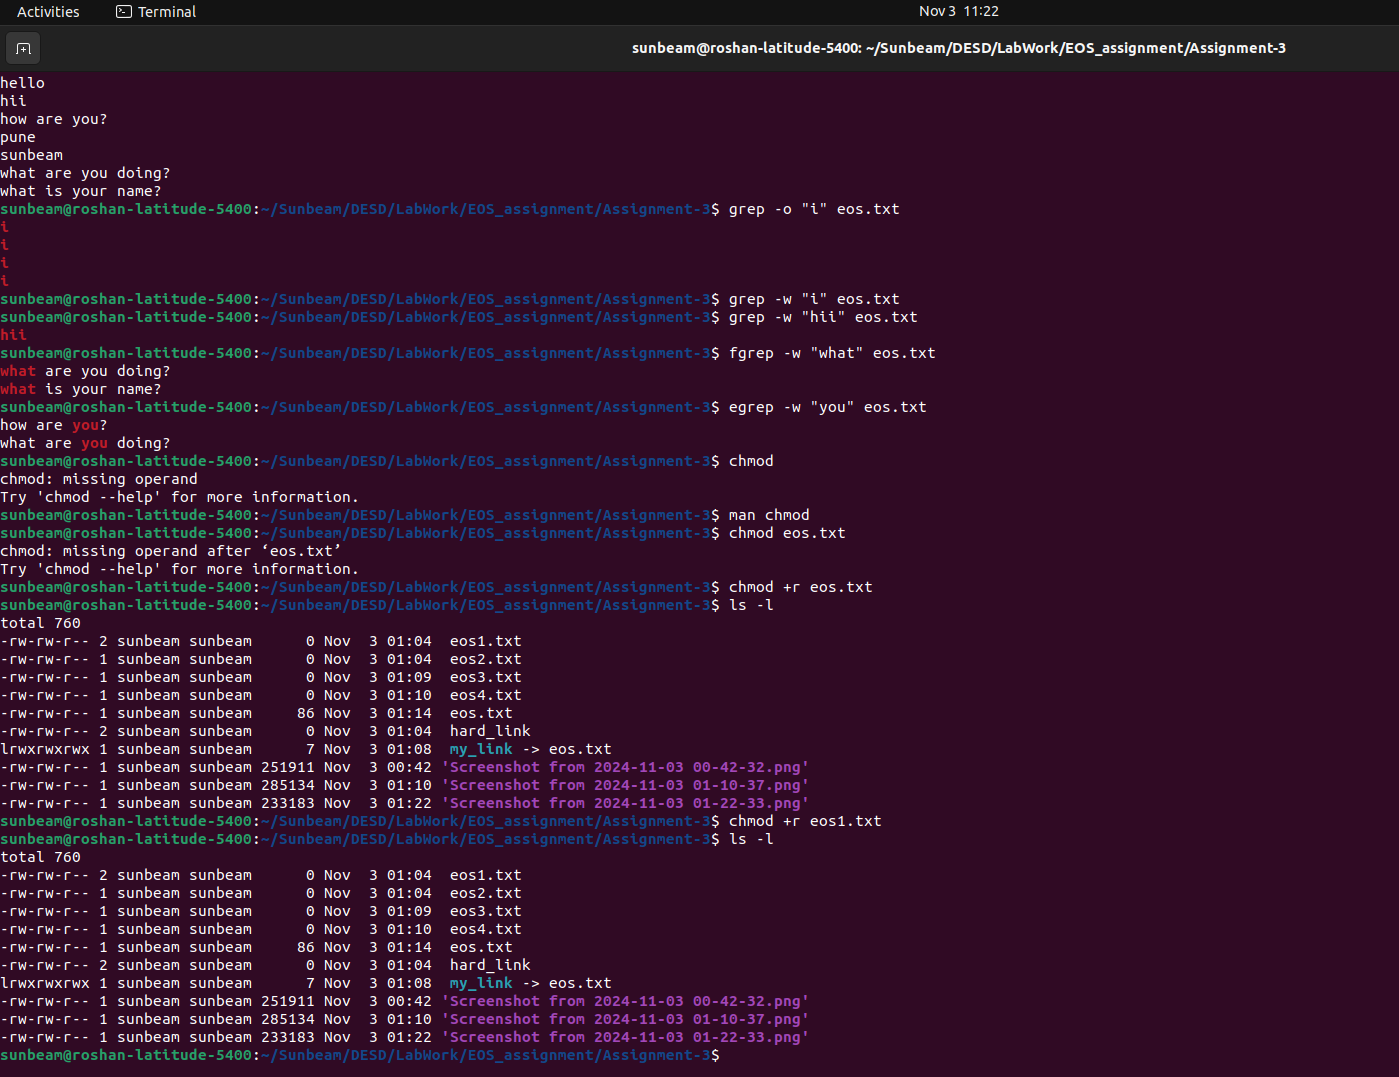 Activities Terminal Nov 3 11:22
sunbeam@roshan-latitude-5400: ~/Sunbeam/DESD/LabWork/EOS_assignment/Assignment-3
hello
hii
how are you?
pune
sunbeam
what are you doing?
what is your name?
sunbeam@roshan-latitude-5400:~/Sunbeam/DESD/LabWork/EOS_assignment/Assignment-3$ grep -o "i" eos.txt
i
i
i
i
sunbeam@roshan-latitude-5400:~/Sunbeam/DESD/LabWork/EOS_assignment/Assignment-3$ grep -w "i" eos.txt
sunbeam@roshan-latitude-5400:~/Sunbeam/DESD/LabWork/EOS_assignment/Assignment-3$ grep -w "hii" eos.txt
hii
sunbeam@roshan-latitude-5400:~/Sunbeam/DESD/LabWork/EOS_assignment/Assignment-3$ fgrep -w "what" eos.txt
what are you doing?
what is your name?
sunbeam@roshan-latitude-5400:~/Sunbeam/DESD/LabWork/EOS_assignment/Assignment-3$ egrep -w "you" eos.txt
how are you?
what are you doing?
sunbeam@roshan-latitude-5400:~/Sunbeam/DESD/LabWork/EOS_assignment/Assignment-3$ chmod
chmod: missing operand
Try 'chmod --help' for more information.
sunbeam@roshan-latitude-5400:~/Sunbeam/DESD/LabWork/EOS_assignment/Assignment-3$ man chmod
sunbeam@roshan-latitude-5400:~/Sunbeam/DESD/LabWork/EOS_assignment/Assignment-3$ chmod eos.txt
chmod: missing operand after ‘eos.txt’
Try 'chmod --help' for more information.
sunbeam@roshan-latitude-5400:~/Sunbeam/DESD/LabWork/EOS_assignment/Assignment-3$ chmod +r eos.txt
sunbeam@roshan-latitude-5400:~/Sunbeam/DESD/LabWork/EOS_assignment/Assignment-3$ ls -l
total 760
-rw-rw-r-- 2 sunbeam sunbeam      0 Nov  3 01:04  eos1.txt
-rw-rw-r-- 1 sunbeam sunbeam      0 Nov  3 01:04  eos2.txt
-rw-rw-r-- 1 sunbeam sunbeam      0 Nov  3 01:09  eos3.txt
-rw-rw-r-- 1 sunbeam sunbeam      0 Nov  3 01:10  eos4.txt
-rw-rw-r-- 1 sunbeam sunbeam     86 Nov  3 01:14  eos.txt
-rw-rw-r-- 2 sunbeam sunbeam      0 Nov  3 01:04  hard_link
lrwxrwxrwx 1 sunbeam sunbeam      7 Nov  3 01:08  my_link -> eos.txt
-rw-rw-r-- 1 sunbeam sunbeam 251911 Nov  3 00:42 'Screenshot from 2024-11-03 00-42-32.png'
-rw-rw-r-- 1 sunbeam sunbeam 285134 Nov  3 01:10 'Screenshot from 2024-11-03 01-10-37.png'
-rw-rw-r-- 1 sunbeam sunbeam 233183 Nov  3 01:22 'Screenshot from 2024-11-03 01-22-33.png'
sunbeam@roshan-latitude-5400:~/Sunbeam/DESD/LabWork/EOS_assignment/Assignment-3$ chmod +r eos1.txt
sunbeam@roshan-latitude-5400:~/Sunbeam/DESD/LabWork/EOS_assignment/Assignment-3$ ls -l
total 760
-rw-rw-r-- 2 sunbeam sunbeam      0 Nov  3 01:04  eos1.txt
-rw-rw-r-- 1 sunbeam sunbeam      0 Nov  3 01:04  eos2.txt
-rw-rw-r-- 1 sunbeam sunbeam      0 Nov  3 01:09  eos3.txt
-rw-rw-r-- 1 sunbeam sunbeam      0 Nov  3 01:10  eos4.txt
-rw-rw-r-- 1 sunbeam sunbeam     86 Nov  3 01:14  eos.txt
-rw-rw-r-- 2 sunbeam sunbeam      0 Nov  3 01:04  hard_link
lrwxrwxrwx 1 sunbeam sunbeam      7 Nov  3 01:08  my_link -> eos.txt
-rw-rw-r-- 1 sunbeam sunbeam 251911 Nov  3 00:42 'Screenshot from 2024-11-03 00-42-32.png'
-rw-rw-r-- 1 sunbeam sunbeam 285134 Nov  3 01:10 'Screenshot from 2024-11-03 01-10-37.png'
-rw-rw-r-- 1 sunbeam sunbeam 233183 Nov  3 01:22 'Screenshot from 2024-11-03 01-22-33.png'
sunbeam@roshan-latitude-5400:~/Sunbeam/DESD/LabWork/EOS_assignment/Assignment-3$